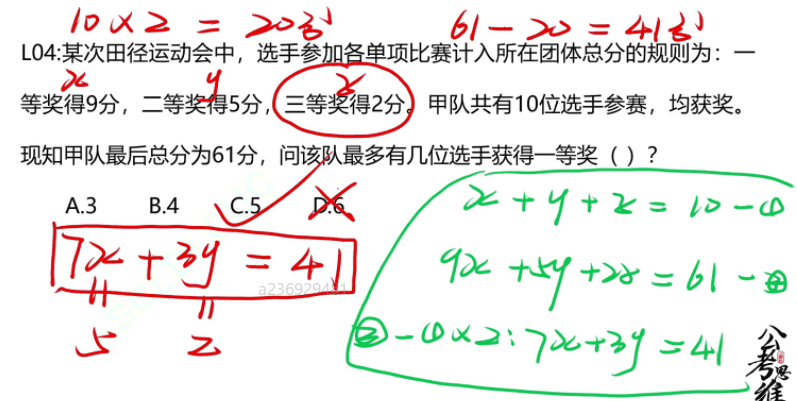 10×2=20分 61-20=41分
L04:某次田径运动会中，选手参加各单项比赛计入所在团体总分的规则为：一
x y z
等奖得9分，二等奖得5分，三等奖得2分。甲队共有10位选手参赛，均获奖。
现知甲队最后总分为61分，问该队最多有几位选手获得一等奖（ ）？
A.3 B.4 C.5 D.6
7x+3y=41
5 2
x+y+z=10-①
9x+5y+2z=61-②
②-①×2:7x+3y=41
公考思维